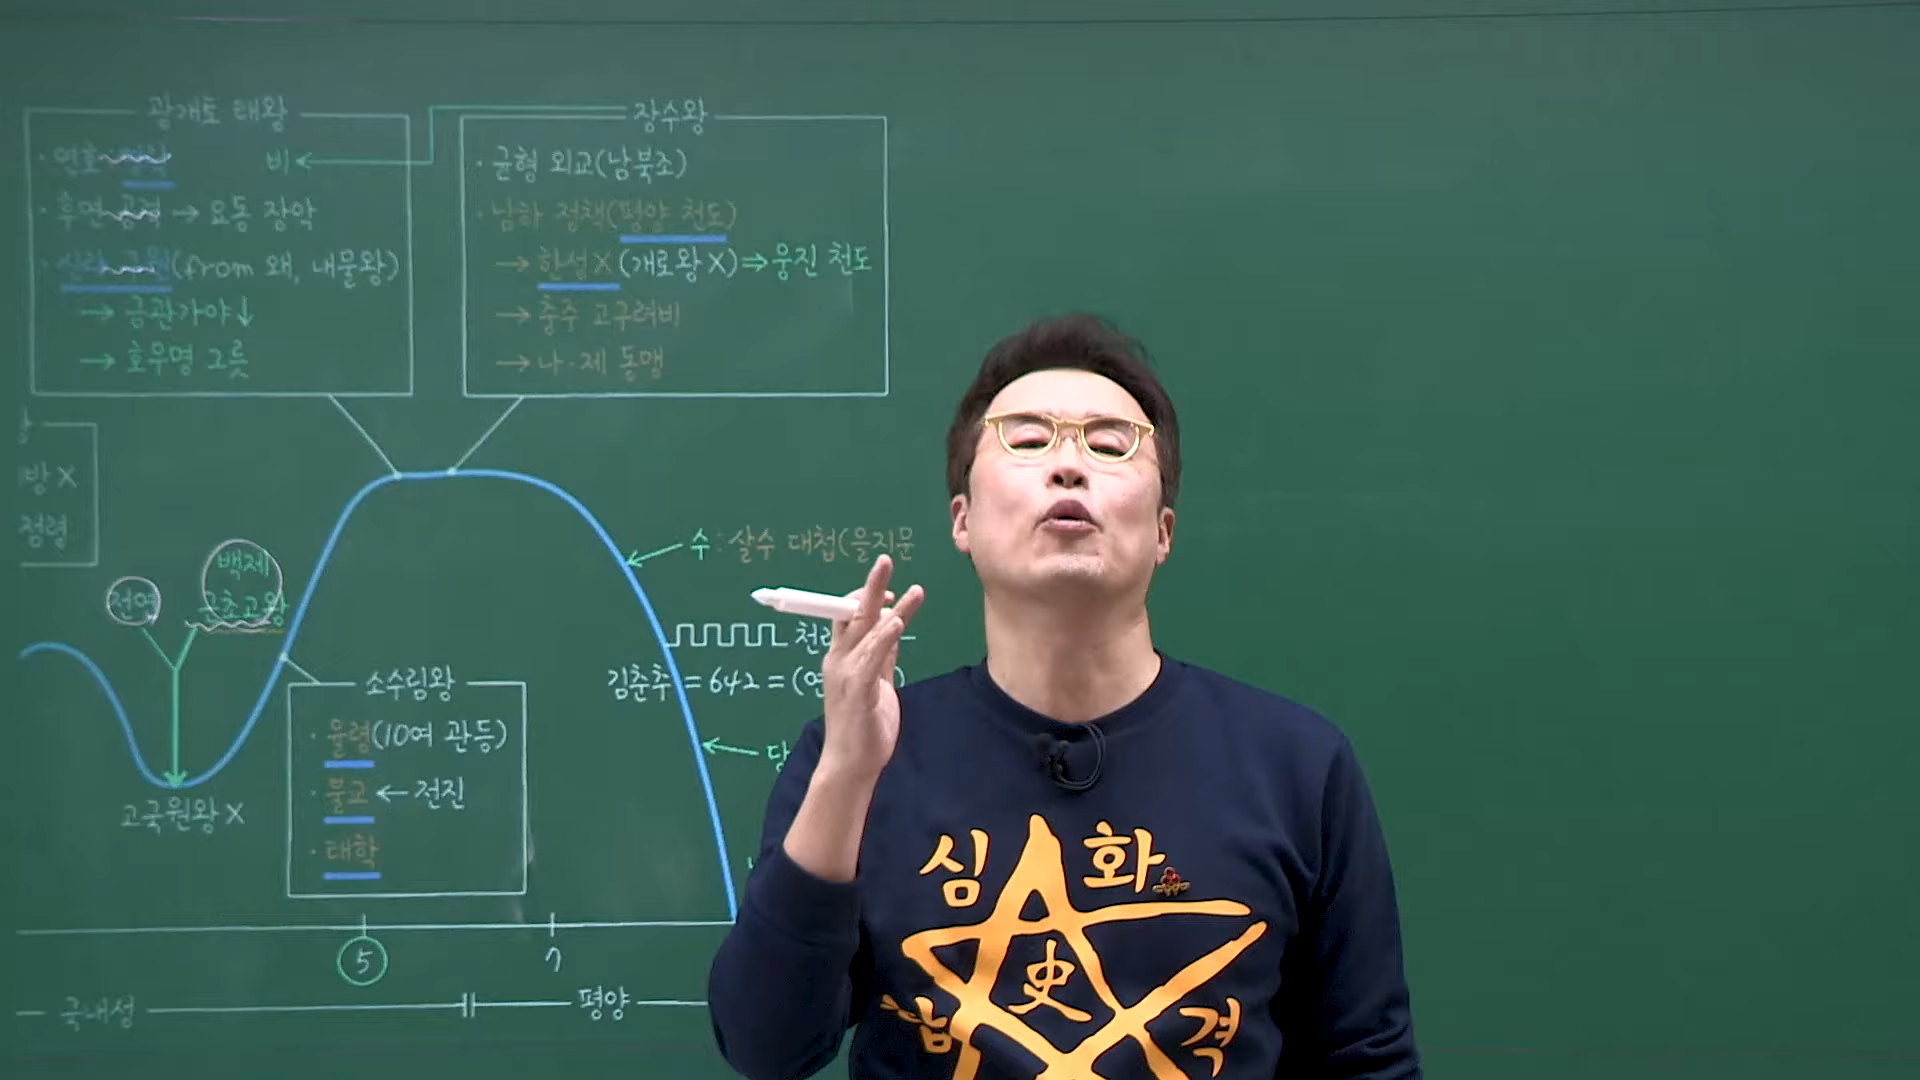 광개토 태왕
· 연호
비
· 후연 공격 → 요동 장악
· 신라 구원(from 왜, 내물왕)
→ 금관가야↓
→ 호우명 그릇
장수왕
· 균형 외교(남북조)
· 남하 정책(평양 천도)
→ 한성X(개로왕X)⇒웅진 천도
→ 충주 고구려비
→ 나·제 동맹
방X
정령
전연
백제
근초고왕
고국원왕X
소수림왕
· 율령(10여 관등)
· 불교 ← 전진
· 태학
수:살수 대첩(을지문
천리
김춘추=642=(연
당
5
7
국내성
평양
심화
史
합격